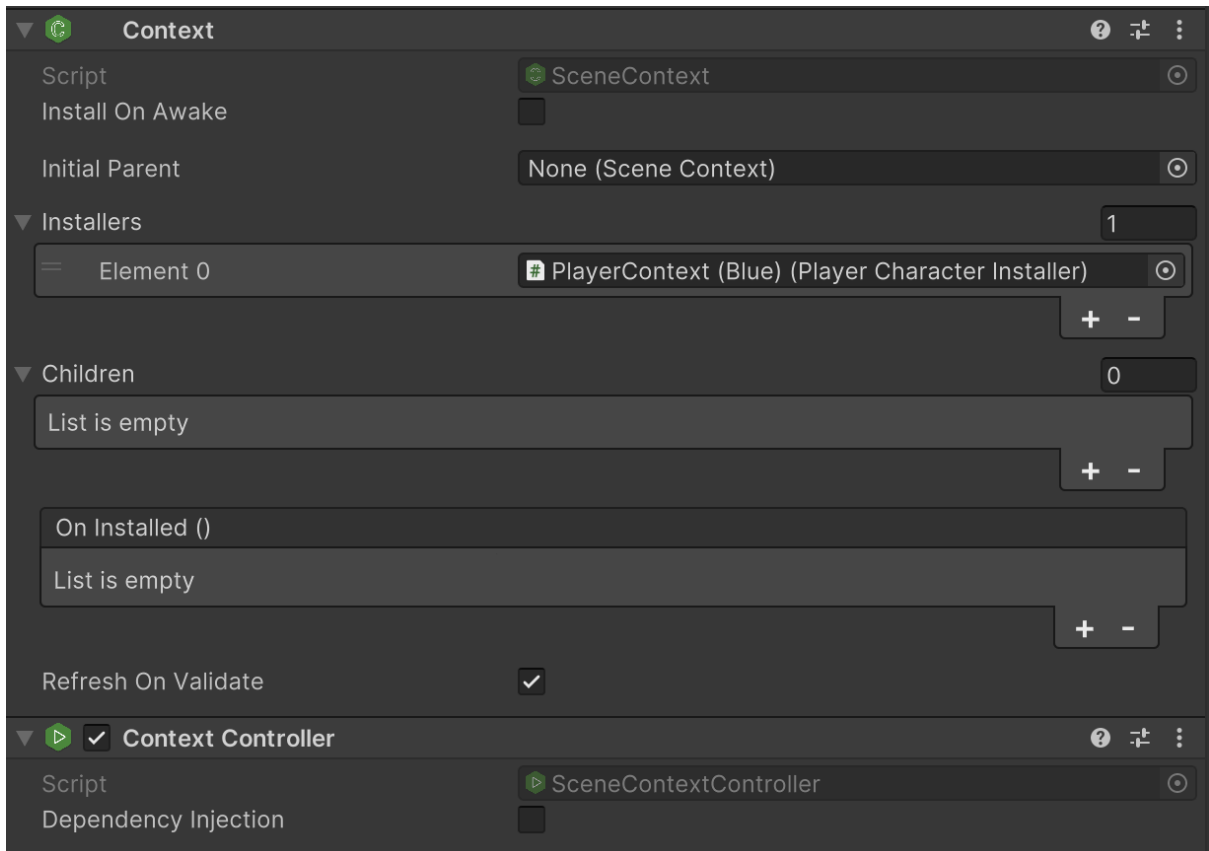 Context
Script SceneContext
Install On Awake
Initial Parent None (Scene Context)
Installers 1
Element 0 # PlayerContext (Blue) (Player Character Installer)
+ -
Children 0
List is empty
+ -
On Installed ()
List is empty
+ -
Refresh On Validate
Context Controller
Script SceneContextController
Dependency Injection